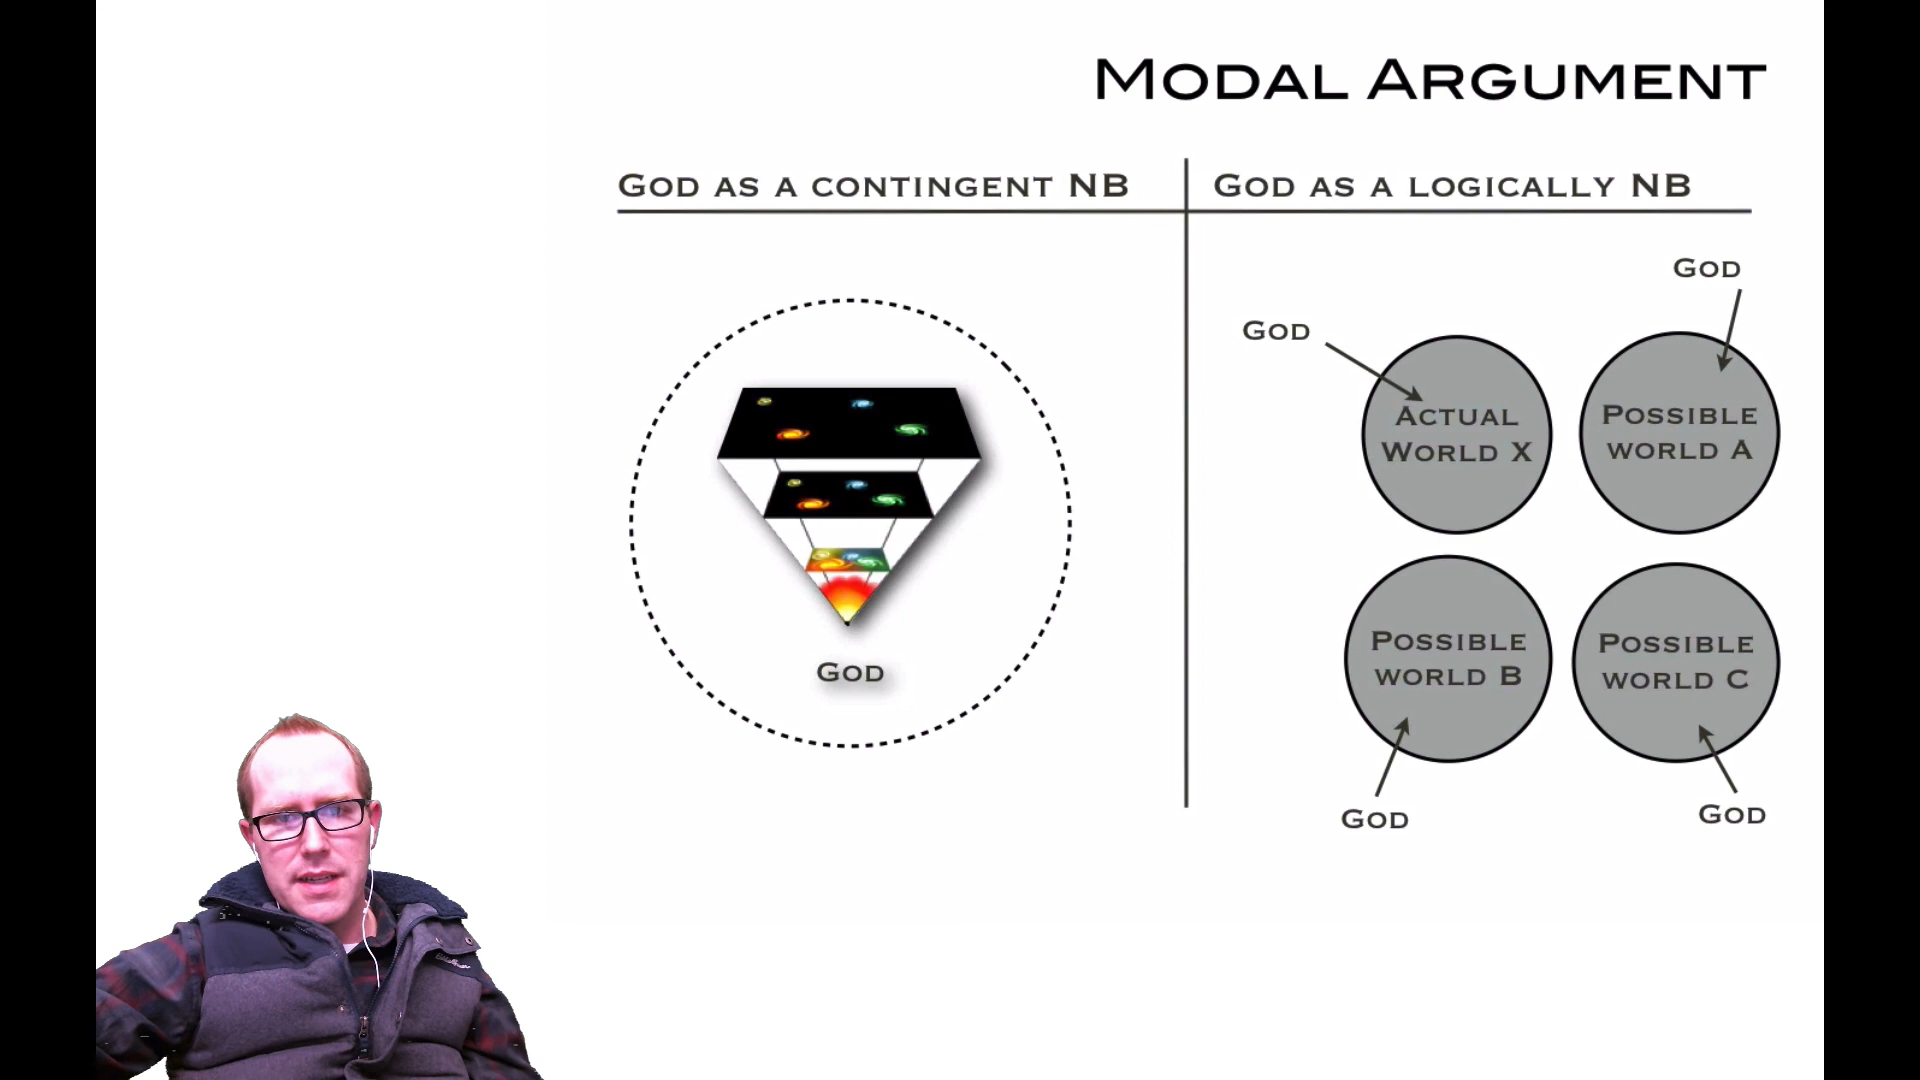 Modal Argument
God as a contingent NB
God as a logically NB
God
God
God
Actual
World X
Possible
world A
Possible
world B
Possible
world C
God
God